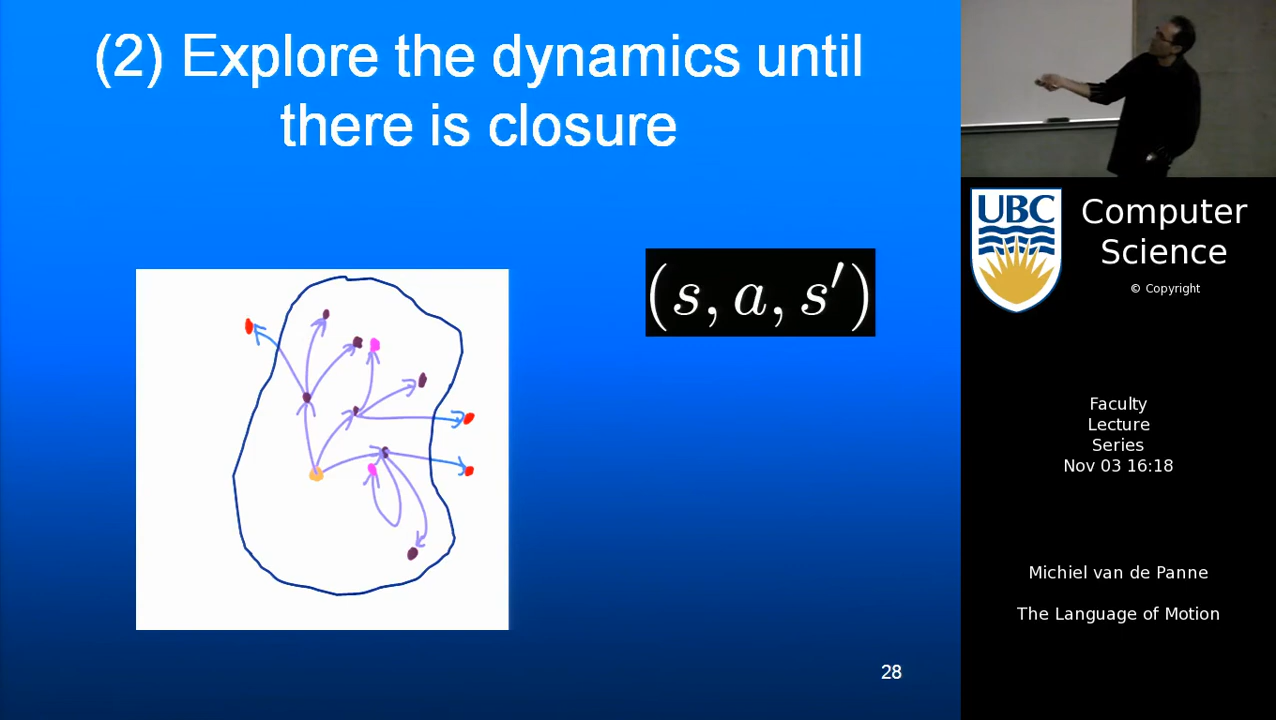 (2) Explore the dynamics until
there is closure
(s, a, s′)
28
UBC
Computer
Science
© Copyright
Faculty
Lecture
Series
Nov 03 16:18
Michiel van de Panne
The Language of Motion